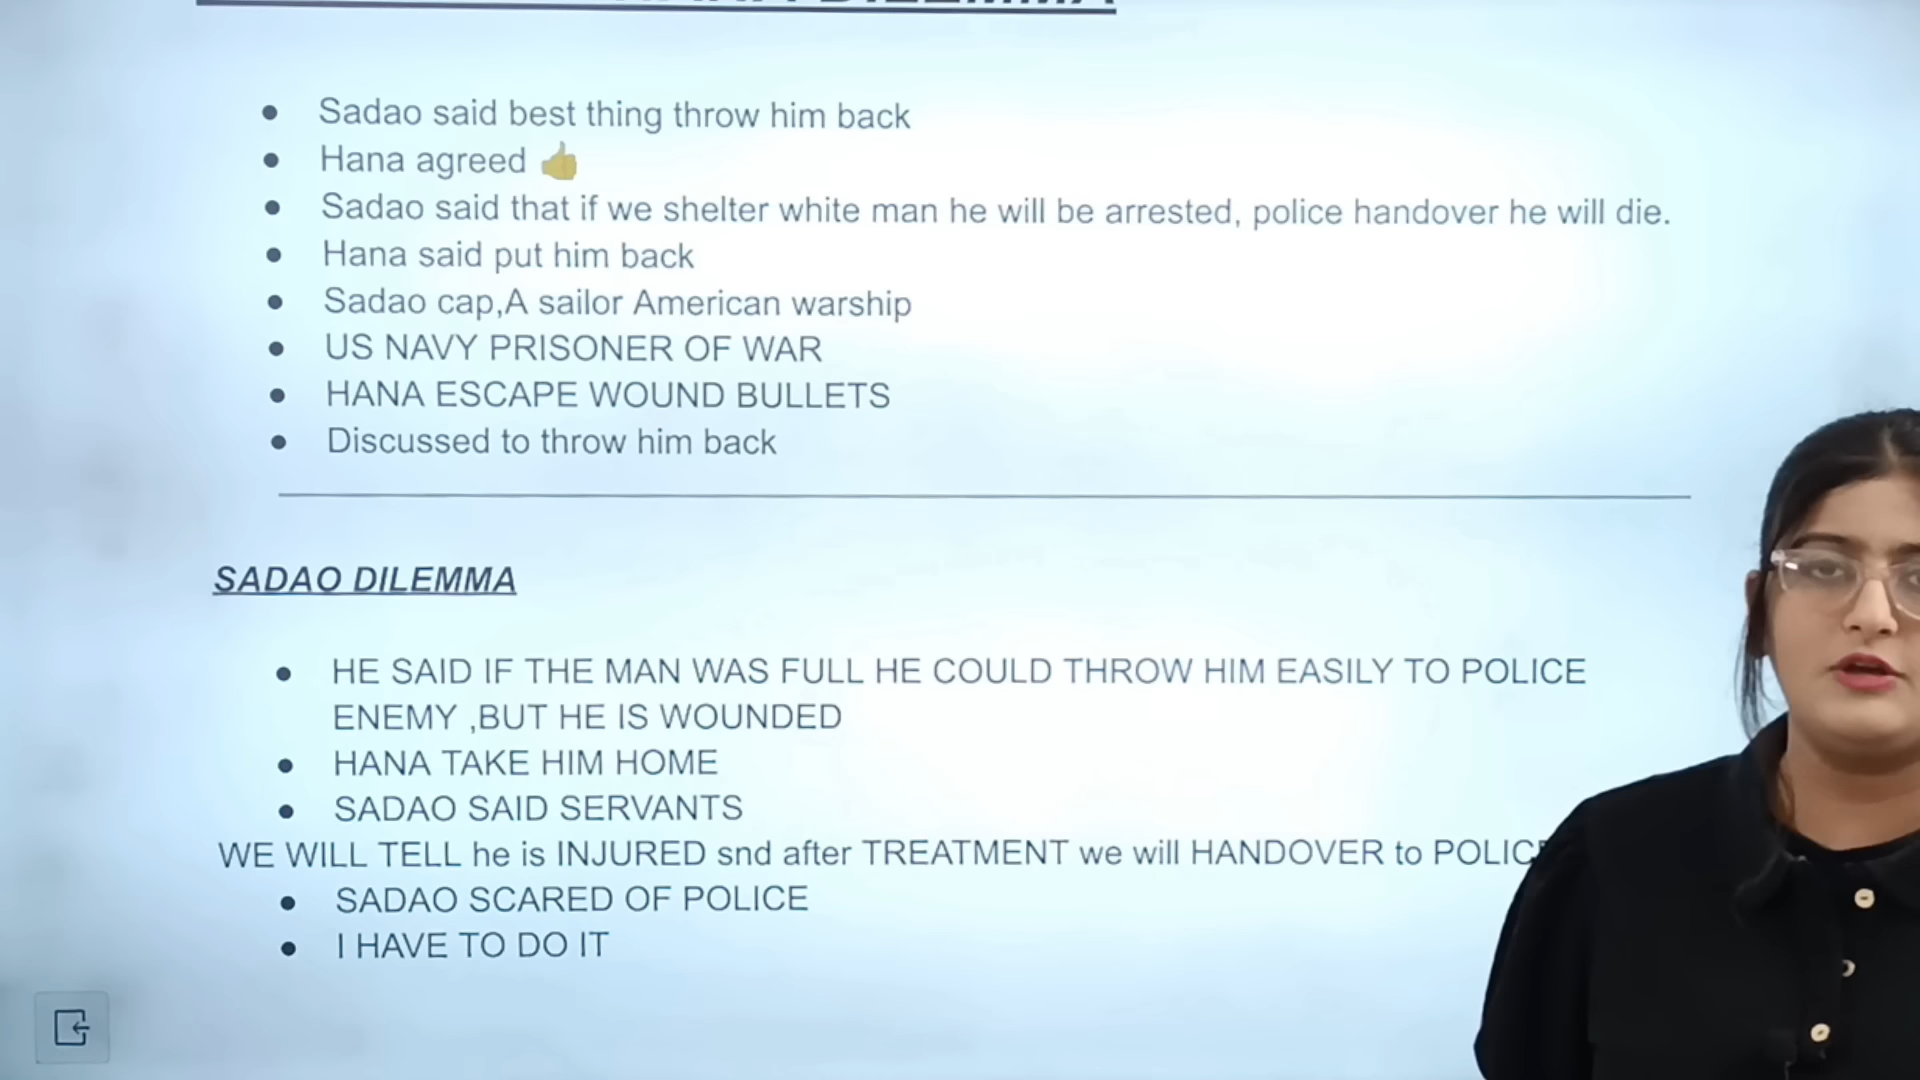 DILEMMA
Sadao said best thing throw him back
Hana agreed 👍
Sadao said that if we shelter white man he will be arrested, police handover he will die.
Hana said put him back
Sadao cap,A sailor American warship
US NAVY PRISONER OF WAR
HANA ESCAPE WOUND BULLETS
Discussed to throw him back
SADAO DILEMMA
HE SAID IF THE MAN WAS FULL HE COULD THROW HIM EASILY TO POLICE
ENEMY ,BUT HE IS WOUNDED
HANA TAKE HIM HOME
SADAO SAID SERVANTS
WE WILL TELL he is INJURED snd after TREATMENT we will HANDOVER to
SADAO SCARED OF POLICE
I HAVE TO DO IT